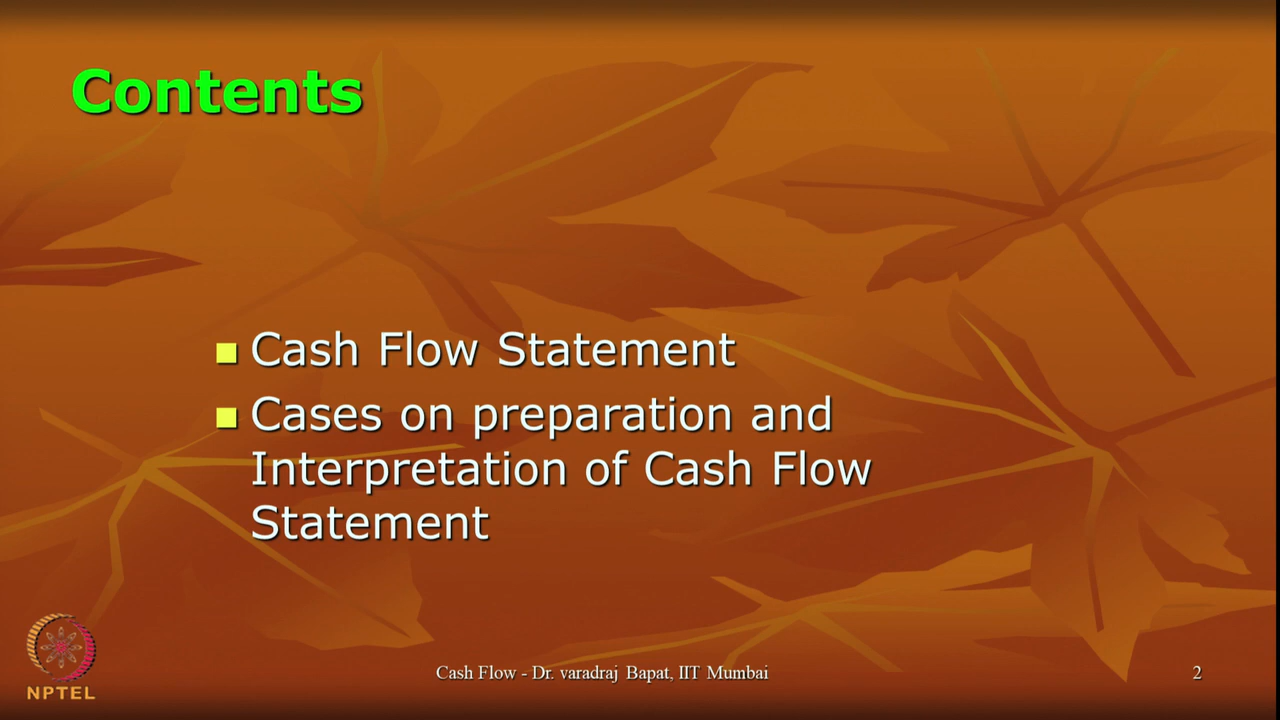 Contents
Cash Flow Statement
Cases on preparation and
Interpretation of Cash Flow
Statement
NPTEL
Cash Flow - Dr. varadraj Bapat, IIT Mumbai
2